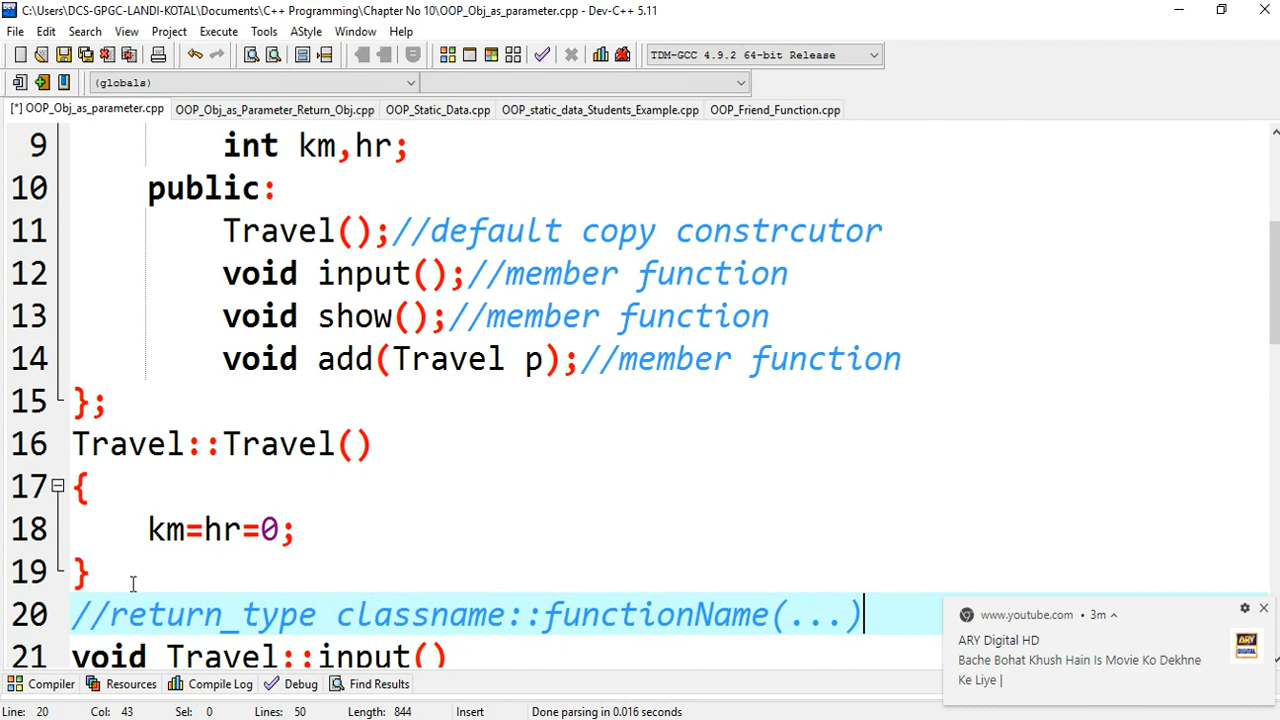 C:\Users\DCS-GPGC-LANDI-KOTAL\Documents\C++ Programming\Chapter No 10\OOP_Obj_as_parameter.cpp - Dev-C++ 5.11
File Edit Search View Project Execute Tools AStyle Window Help
TDM-GCC 4.9.2 64-bit Release
(globals)
[*] OOP_Obj_as_parameter.cpp OOP_Obj_as_Parameter_Return_Obj.cpp OOP_Static_Data.cpp OOP_static_data_Students_Example.cpp OOP_Friend_Function.cpp
9 int km,hr;
10 public:
11 Travel();//default copy constrcutor
12 void input();//member function
13 void show();//member function
14 void add(Travel p);//member function
15 };
16 Travel::Travel()
17 {
18 km=hr=0;
19 }
20 //return_type classname::functionName(...)
21 void Travel::input()
www.youtube.com • 3m
ARY Digital HD
Bache Bohat Khush Hain Is Movie Ko Dekhne
Ke Liye |
Compiler Resources Compile Log Debug Find Results
Line: 20 Col: 43 Sel: 0 Lines: 50 Length: 844 Insert Done parsing in 0.016 seconds